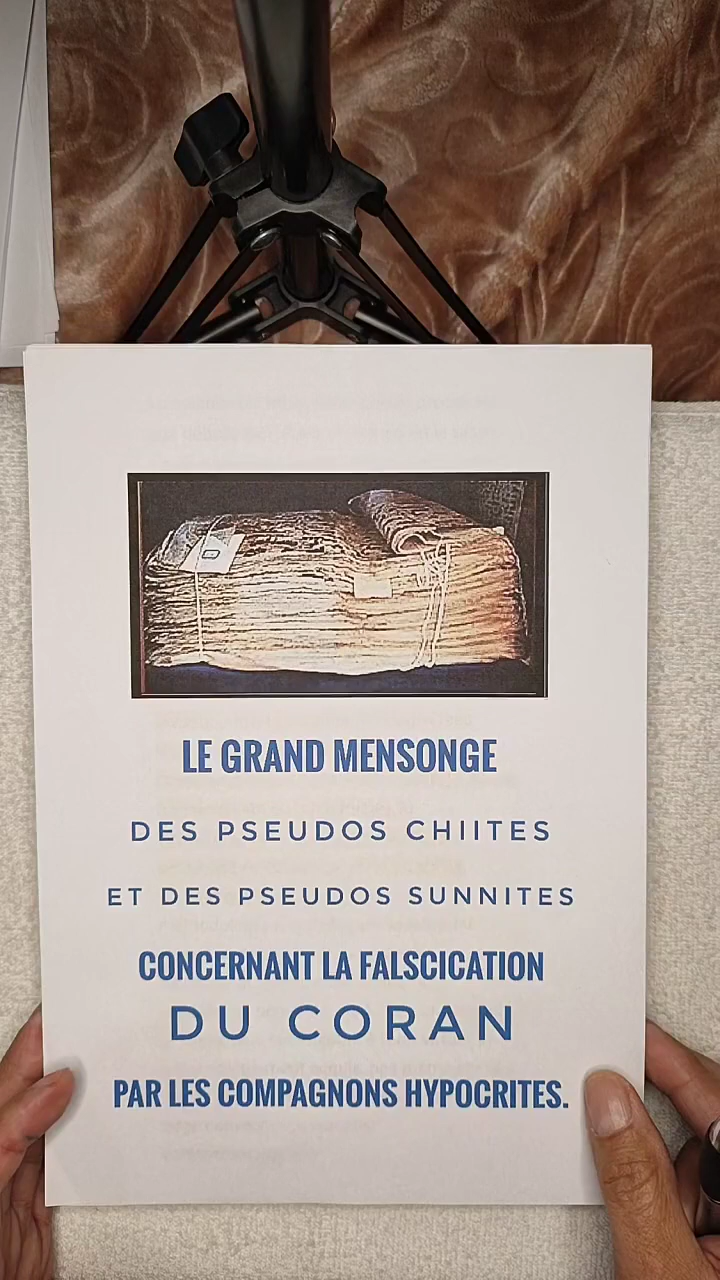 LE GRAND MENSONGE
DES PSEUDOS CHIITES
ET DES PSEUDOS SUNNITES
CONCERNANT LA FALSCICATION
DU CORAN
PAR LES COMPAGNONS HYPOCRITES.